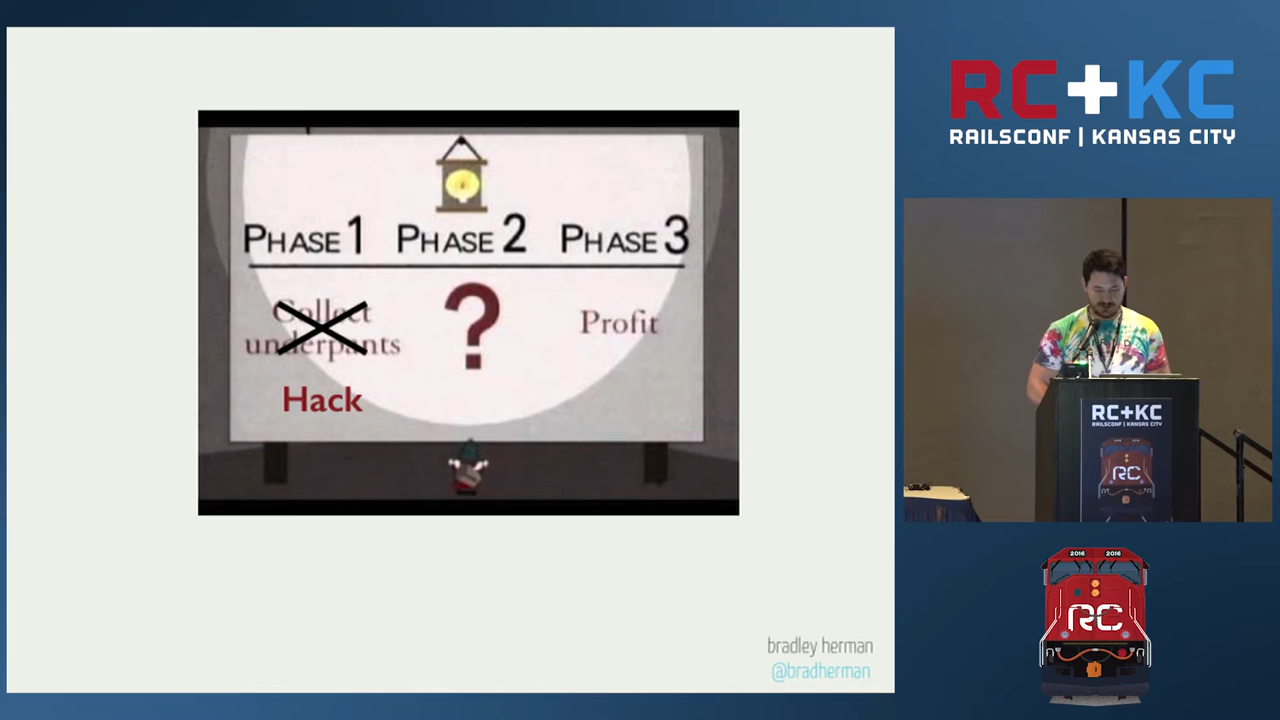 PHASE 1 PHASE 2 PHASE 3
Collect
underpants
?
Profit
Hack
bradley herman
@bradherman
RC+KC
RAILSCONF | KANSAS CITY
RC+KC
RAILSCONF | KANSAS CITY
RC
2016 2016
RC